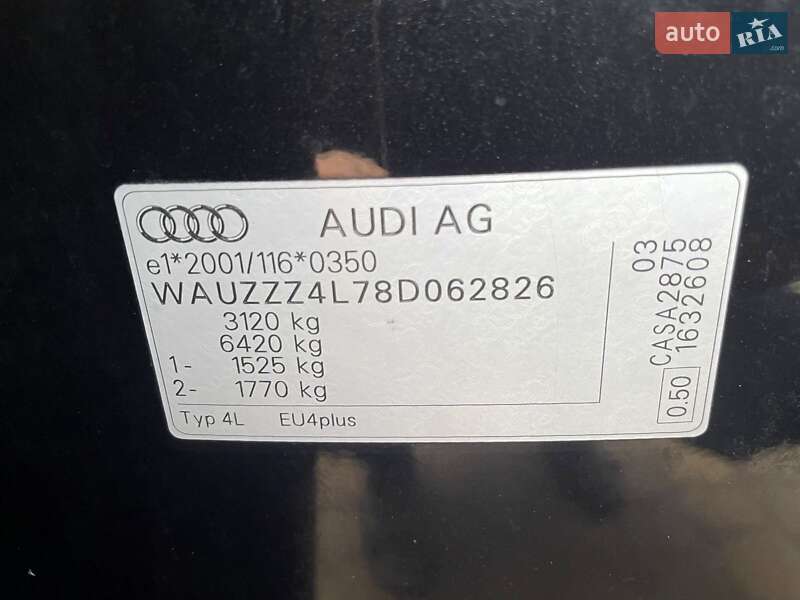 auto RIA
.com
AUDI AG
e1*2001/116*0350
WAUZZZ4L78D062826
3120 kg
6420 kg
1- 1525 kg
2- 1770 kg
Typ 4L EU4plus
03
CASA2875
1632608
0.50